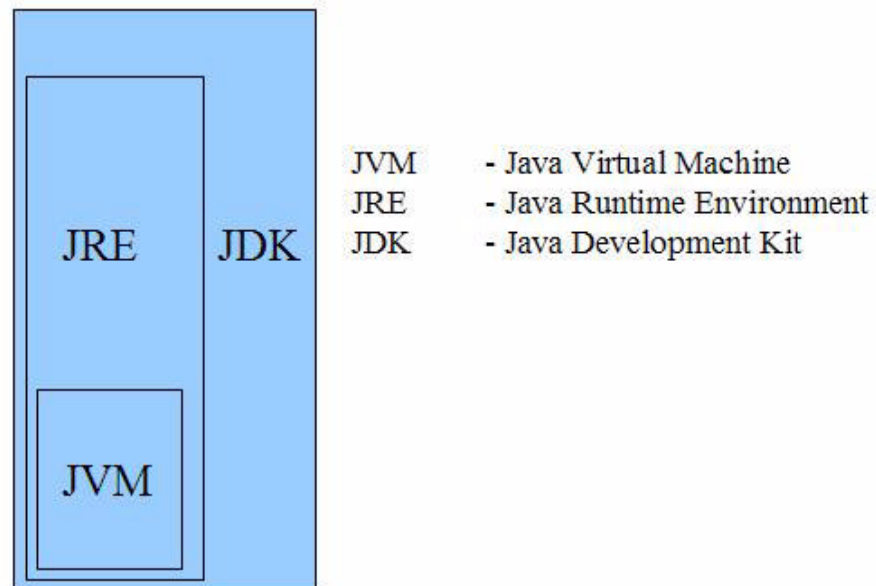 JRE
JDK
JVM
JVM - Java Virtual Machine
JRE - Java Runtime Environment
JDK - Java Development Kit